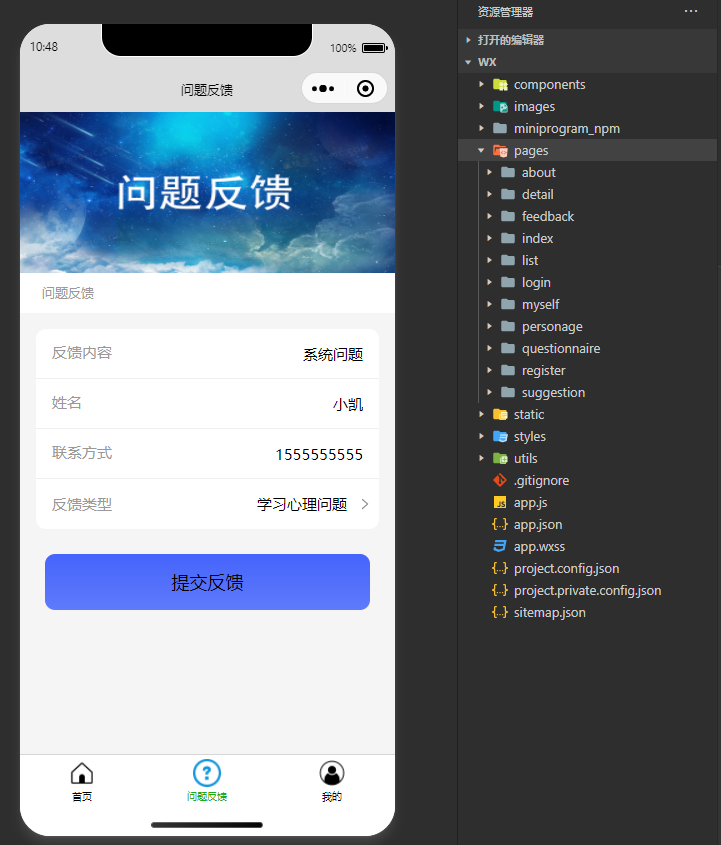 10:48
100%
问题反馈
问题反馈
问题反馈
反馈内容 系统问题
姓名 小凯
联系方式 1555555555
反馈类型 学习心理问题
提交反馈
首页 问题反馈 我的
资源管理器
打开的编辑器
WX
components
images
miniprogram_npm
pages
about
detail
feedback
index
list
login
myself
personage
questionnaire
register
suggestion
static
styles
utils
.gitignore
app.js
app.json
app.wxss
project.config.json
project.private.config.json
sitemap.json